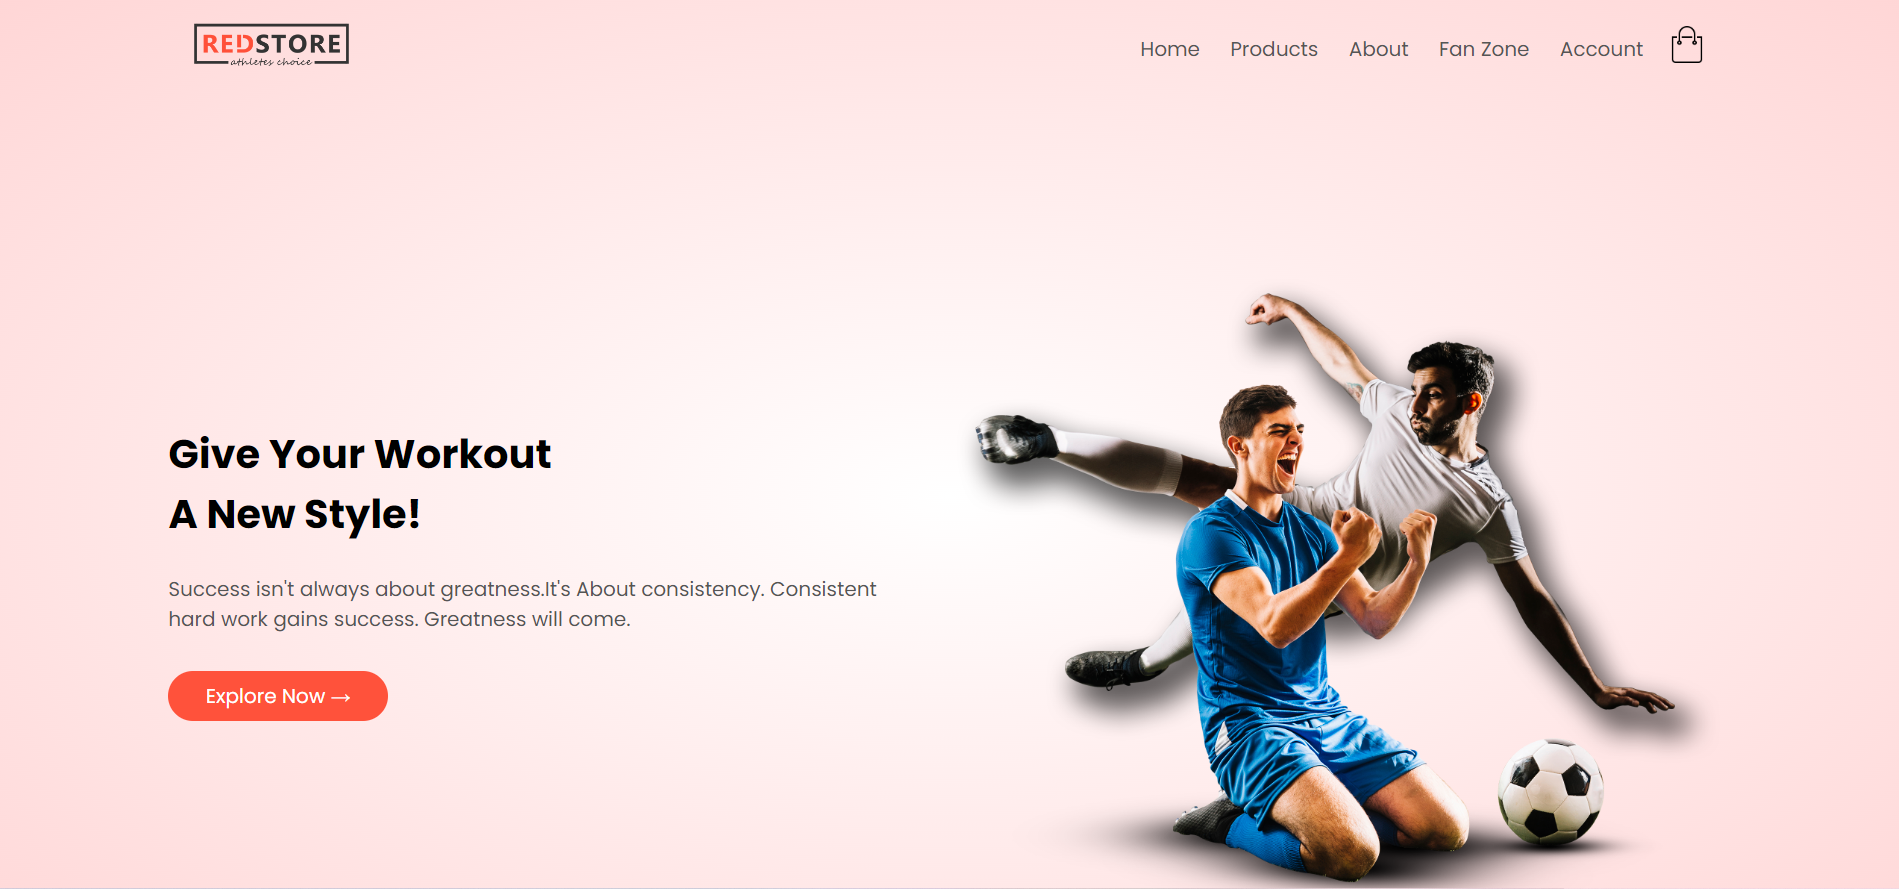 REDSTORE
athletes choice
Home Products About Fan Zone Account
Give Your Workout
A New Style!
Success isn't always about greatness.It's About consistency. Consistent
hard work gains success. Greatness will come.
Explore Now →